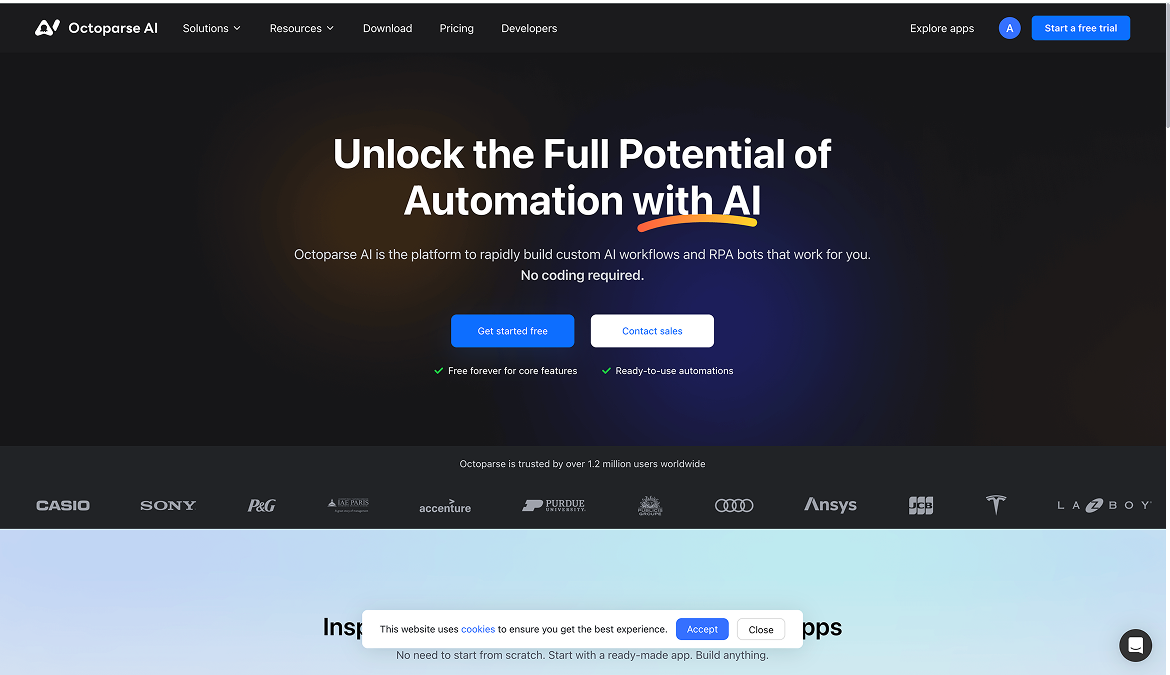 Octoparse AI Solutions Resources Download Pricing Developers Explore apps A Start a free trial
Unlock the Full Potential of
Automation with AI
Octoparse AI is the platform to rapidly build custom AI workflows and RPA bots that work for you.
No coding required.
Get started free Contact sales
Free forever for core features Ready-to-use automations
Octoparse is trusted by over 1.2 million users worldwide
CASIO SONY P&G IAE PARIS accenture PURDUE UNIVERSITY. PUBLICIS GROUPE Ansys JCB LA Z BOY
Insp pps
This website uses cookies to ensure you get the best experience. Accept Close
No need to start from scratch. Start with a ready-made app. Build anything.